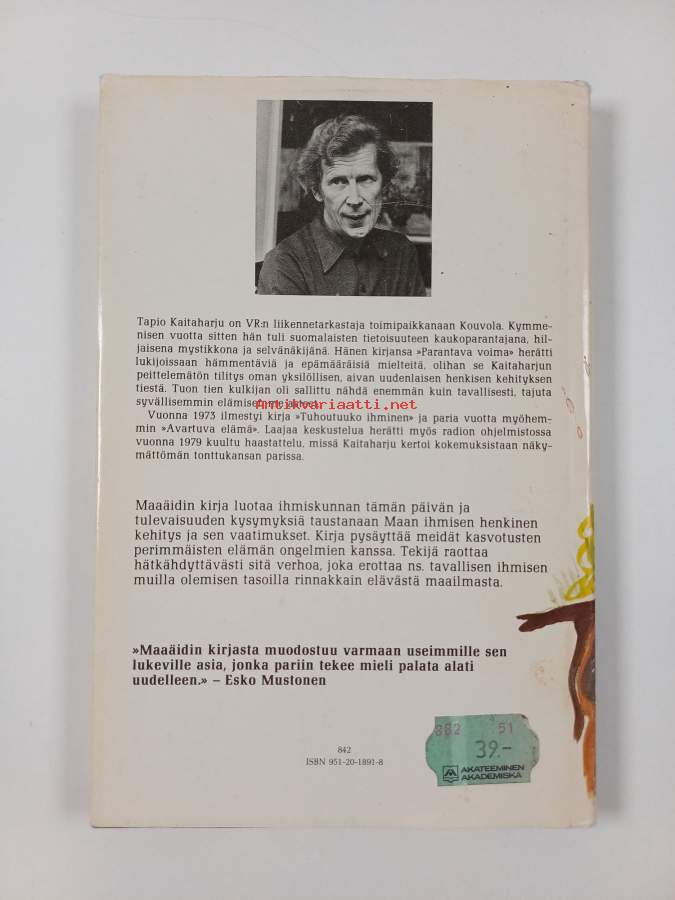 Tapio Kaitaharju on VR:n liikennetarkastaja toimipaikkanaan Kouvola. Kymme-
nisen vuotta sitten hän tuli suomalaisten tietoisuuteen kaukoparantajana, hil-
jaisena mystikkona ja selvänäkijänä. Hänen kirjansa »Parantava voima» herätti
lukijoissaan hämmentäviä ja epämääräisiä mielteitä, olihan se Kaitaharjun
peittelemätön tilitys oman yksilöllisen, aivan uudenlaisen henkisen kehityksen
tiestä. Tuon tien kulkijan oli sallittu nähdä enemmän kuin tavallisesti, tajuta
syvällisemmin elämisemme
Antikvariaatti.net
Vuonna 1973 ilmestyi kirja »Tuhoutuuko ihminen» ja paria vuotta myöhem-
min »Avartuva elämä». Laajaa keskustelua herätti myös radion ohjelmistossa
vuonna 1979 kuultu haastattelu, missä Kaitaharju kertoi kokemuksistaan näky-
mättömän tonttukansan parissa.
Maaäidin kirja luotaa ihmiskunnan tämän päivän ja
tulevaisuuden kysymyksiä taustanaan Maan ihmisen henkinen
kehitys ja sen vaatimukset. Kirja pysäyttää meidät kasvotusten
perimmäisten elämän ongelmien kanssa. Tekijä raottaa
hätkähdyttävästi sitä verhoa, joka erottaa ns. tavallisen ihmisen
muilla olemisen tasoilla rinnakkain elävästä maailmasta.
»Maaäidin kirjasta muodostuu varmaan useimmille sen
lukeville asia, jonka pariin tekee mieli palata alati
uudelleen.» – Esko Mustonen
882 51
39.-
AKATEEMINEN
AKADEMISKA
842
ISBN 951-20-1891-8